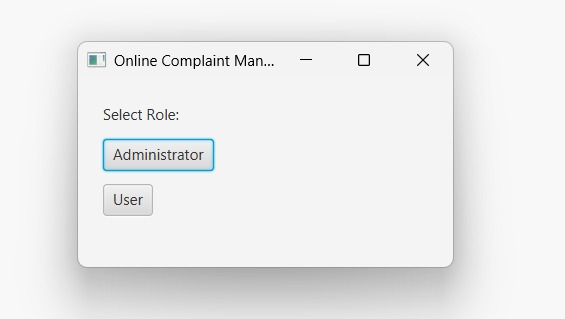 Online Complaint Man...
Select Role:
Administrator
User